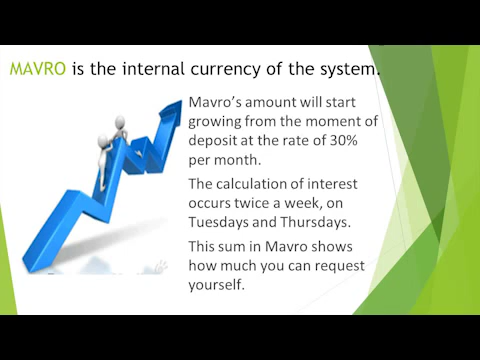 MAVRO is the internal currency of the system.
Mavro's amount will start
growing from the moment of
deposit at the rate of 30%
per month.
The calculation of interest
occurs twice a week, on
Tuesdays and Thursdays.
This sum in Mavro shows
how much you can request
yourself.